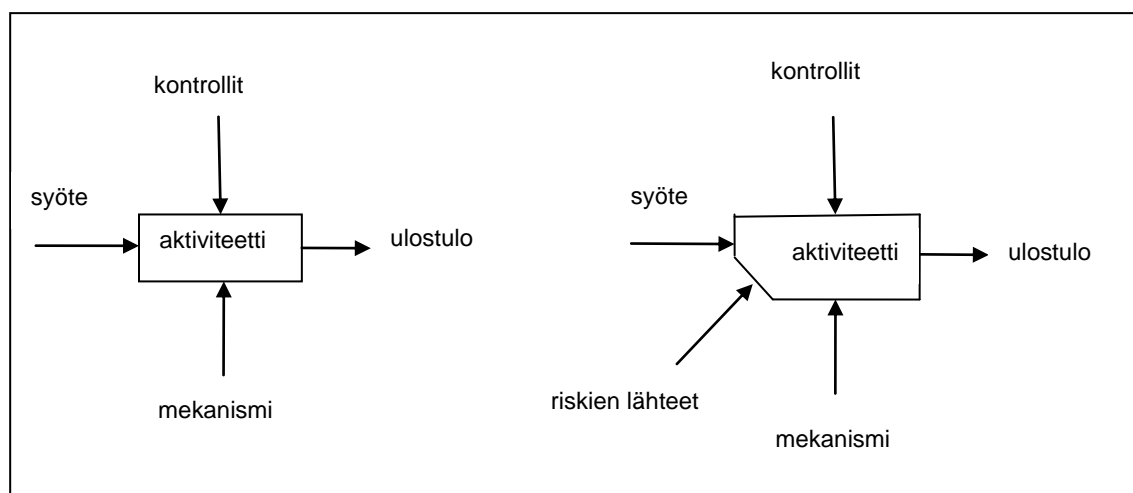 kontrollit
syöte
aktiviteetti
ulostulo
mekanismi
kontrollit
syöte
aktiviteetti
ulostulo
riskien lähteet
mekanismi